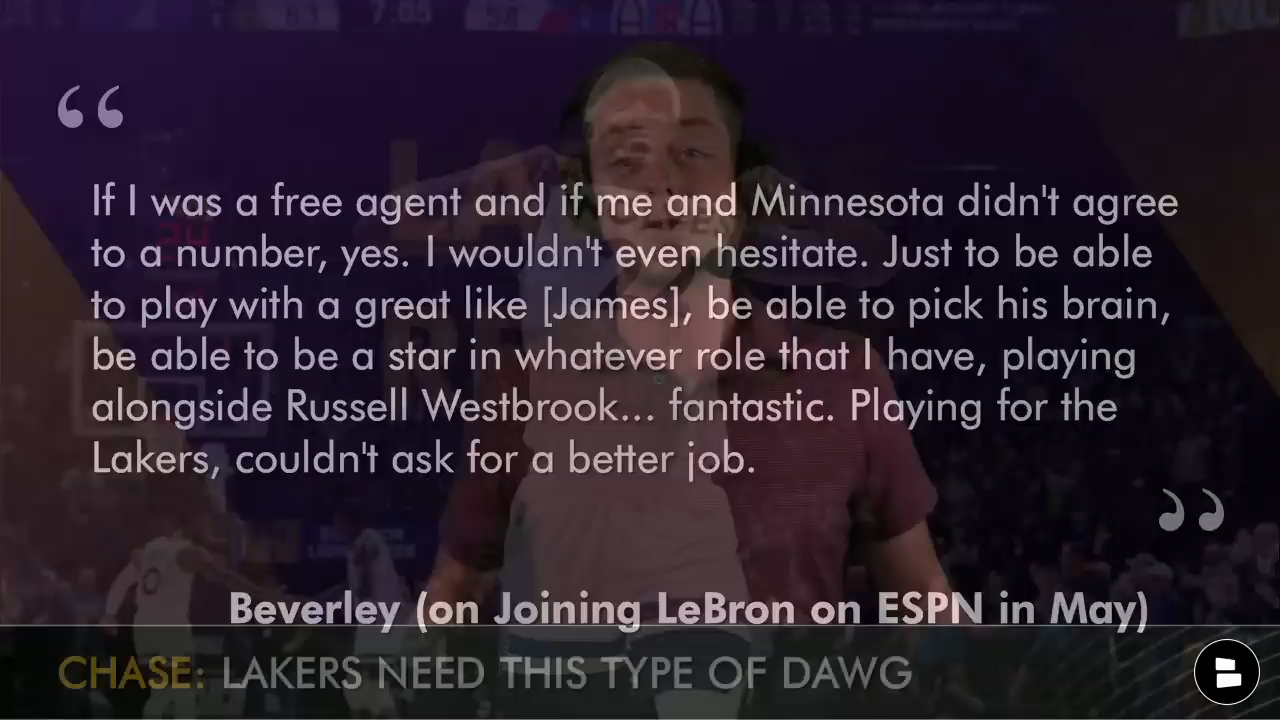 7:05
“
If I was a free agent and if me and Minnesota didn't agree
to a number, yes. I wouldn't even hesitate. Just to be able
to play with a great like [James], be able to pick his brain,
be able to be a star in whatever role that I have, playing
alongside Russell Westbrook... fantastic. Playing for the
Lakers, couldn't ask for a better job.
”
Beverley (on Joining LeBron on ESPN in May)
CHASE: LAKERS NEED THIS TYPE OF DAWG